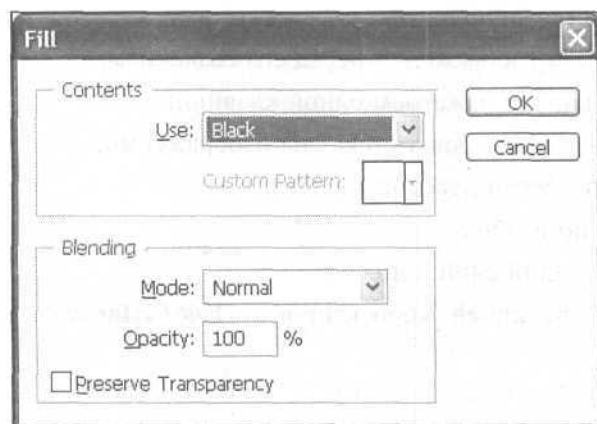 Fill
Contents
Use: Black
Custom Pattern:
OK
Cancel
Blending
Mode: Normal
Opacity: 100 %
Preserve Transparency